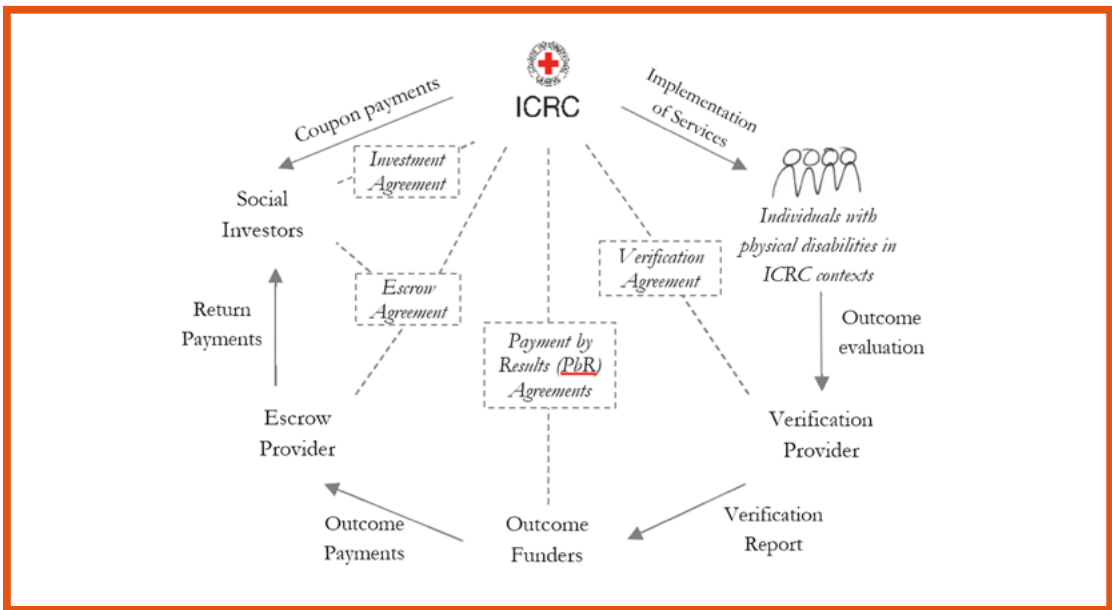 ICRC
Coupon payments
Implementation
of Services
Investment
Agreement
Social
Investors
Individuals with
physical disabilities in
ICRC contexts
Verification
Agreement
Escrow
Agreement
Return
Payments
Payment by
Results (PbR)
Agreements
Outcome
evaluation
Escrow
Provider
Verification
Provider
Outcome
Payments
Outcome
Funders
Verification
Report